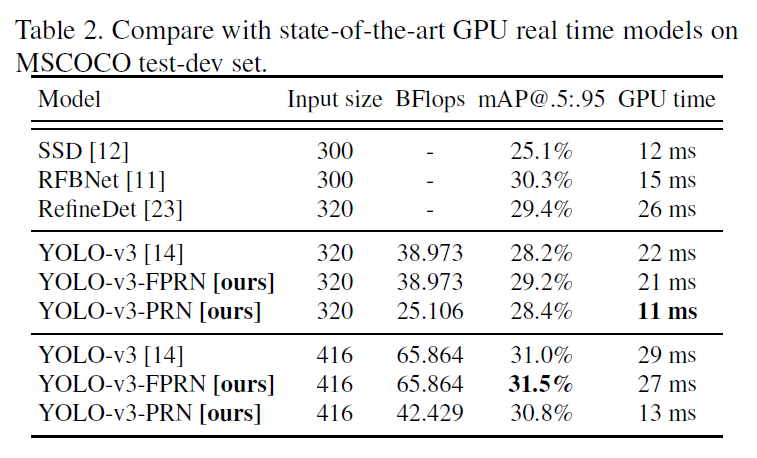 Table 2. Compare with state-of-the-art GPU real time models on
MSCOCO test-dev set.
Model Input size BFlops mAP@.5:.95 GPU time
SSD [12] 300 - 25.1% 12 ms
RFBNet [11] 300 - 30.3% 15 ms
RefineDet [23] 320 - 29.4% 26 ms
YOLO-v3 [14] 320 38.973 28.2% 22 ms
YOLO-v3-FPRN [ours] 320 38.973 29.2% 21 ms
YOLO-v3-PRN [ours] 320 25.106 28.4% 11 ms
YOLO-v3 [14] 416 65.864 31.0% 29 ms
YOLO-v3-FPRN [ours] 416 65.864 31.5% 27 ms
YOLO-v3-PRN [ours] 416 42.429 30.8% 13 ms